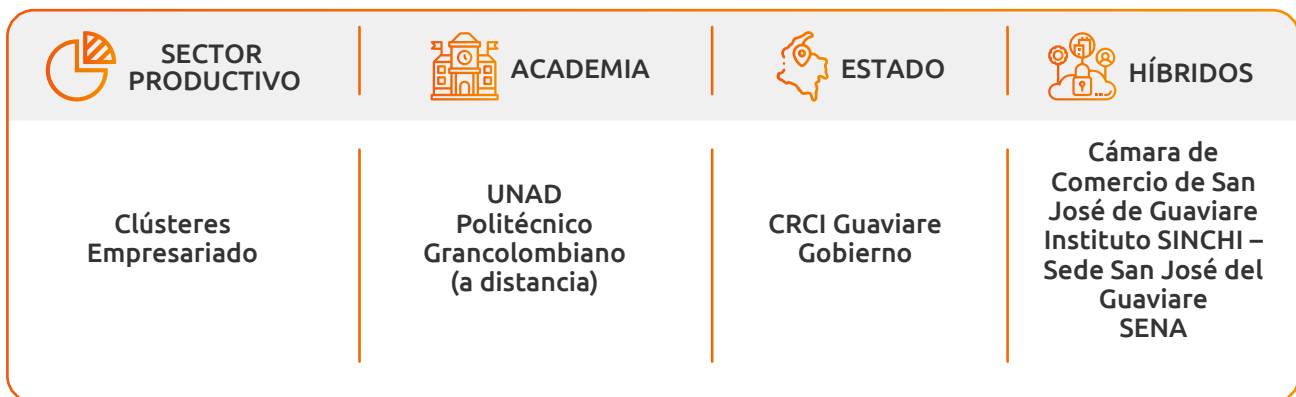 SECTOR
PRODUCTIVO
ACADEMIA
ESTADO
HÍBRIDOS
Clústeres
Empresariado
UNAD
Politécnico
Grancolombiano
(a distancia)
CRCI Guaviare
Gobierno
Cámara de
Comercio de San
José de Guaviare
Instituto SINCHI –
Sede San José del
Guaviare
SENA